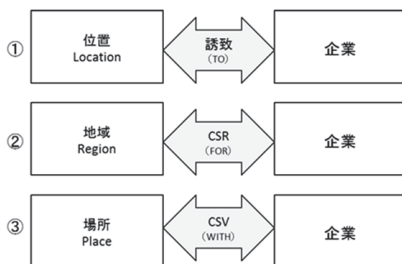 ①
位置
Location
誘致
(TO)
企業
②
地域
Region
CSR
(FOR)
企業
③
場所
Place
CSV
(WITH)
企業